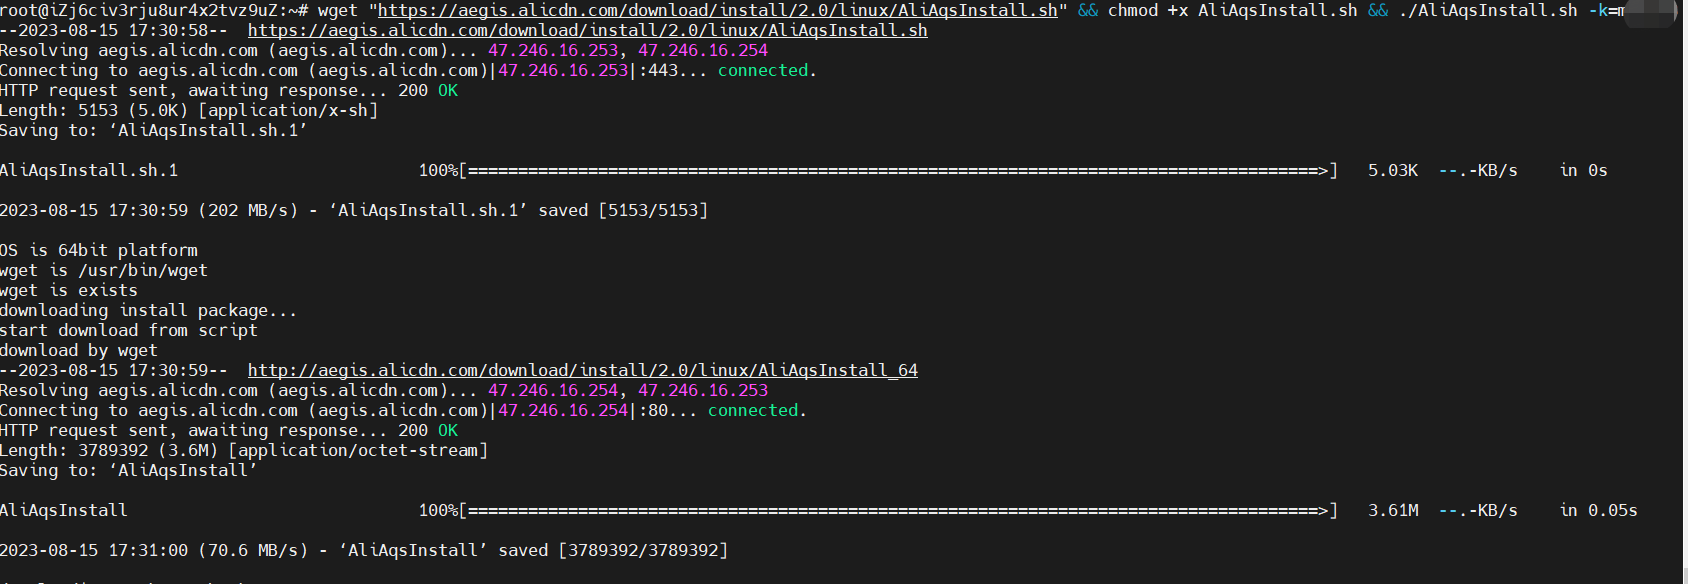 root@iZj6civ3rju8ur4x2tvz9uZ:~# wget "https://aegis.alicdn.com/download/install/2.0/linux/AliAqsInstall.sh" && chmod +x AliAqsInstall.sh && ./AliAqsInstall.sh -k=
--2023-08-15 17:30:58--  https://aegis.alicdn.com/download/install/2.0/linux/AliAqsInstall.sh
Resolving aegis.alicdn.com (aegis.alicdn.com)... 47.246.16.253, 47.246.16.254
Connecting to aegis.alicdn.com (aegis.alicdn.com)|47.246.16.253|:443... connected.
HTTP request sent, awaiting response... 200 OK
Length: 5153 (5.0K) [application/x-sh]
Saving to: ‘AliAqsInstall.sh.1’
AliAqsInstall.sh.1 100%[=====================================================================================>] 5.03K --.-KB/s in 0s
2023-08-15 17:30:59 (202 MB/s) - ‘AliAqsInstall.sh.1’ saved [5153/5153]
OS is 64bit platform
wget is /usr/bin/wget
wget is exists
downloading install package...
start download from script
download by wget
--2023-08-15 17:30:59--  http://aegis.alicdn.com/download/install/2.0/linux/AliAqsInstall_64
Resolving aegis.alicdn.com (aegis.alicdn.com)... 47.246.16.254, 47.246.16.253
Connecting to aegis.alicdn.com (aegis.alicdn.com)|47.246.16.254|:80... connected.
HTTP request sent, awaiting response... 200 OK
Length: 3789392 (3.6M) [application/octet-stream]
Saving to: ‘AliAqsInstall’
AliAqsInstall 100%[=====================================================================================>] 3.61M --.-KB/s in 0.05s
2023-08-15 17:31:00 (70.6 MB/s) - ‘AliAqsInstall’ saved [3789392/3789392]